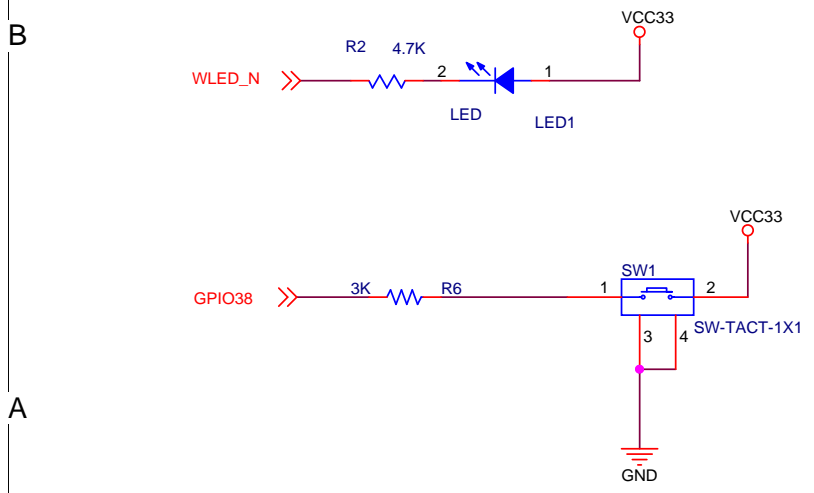 B
VCC33
R2 4.7K
WLED_N
2 1
LED
LED1
VCC33
SW1
GPIO38
3K R6
1 2
SW-TACT-1X1
3 4
A
GND